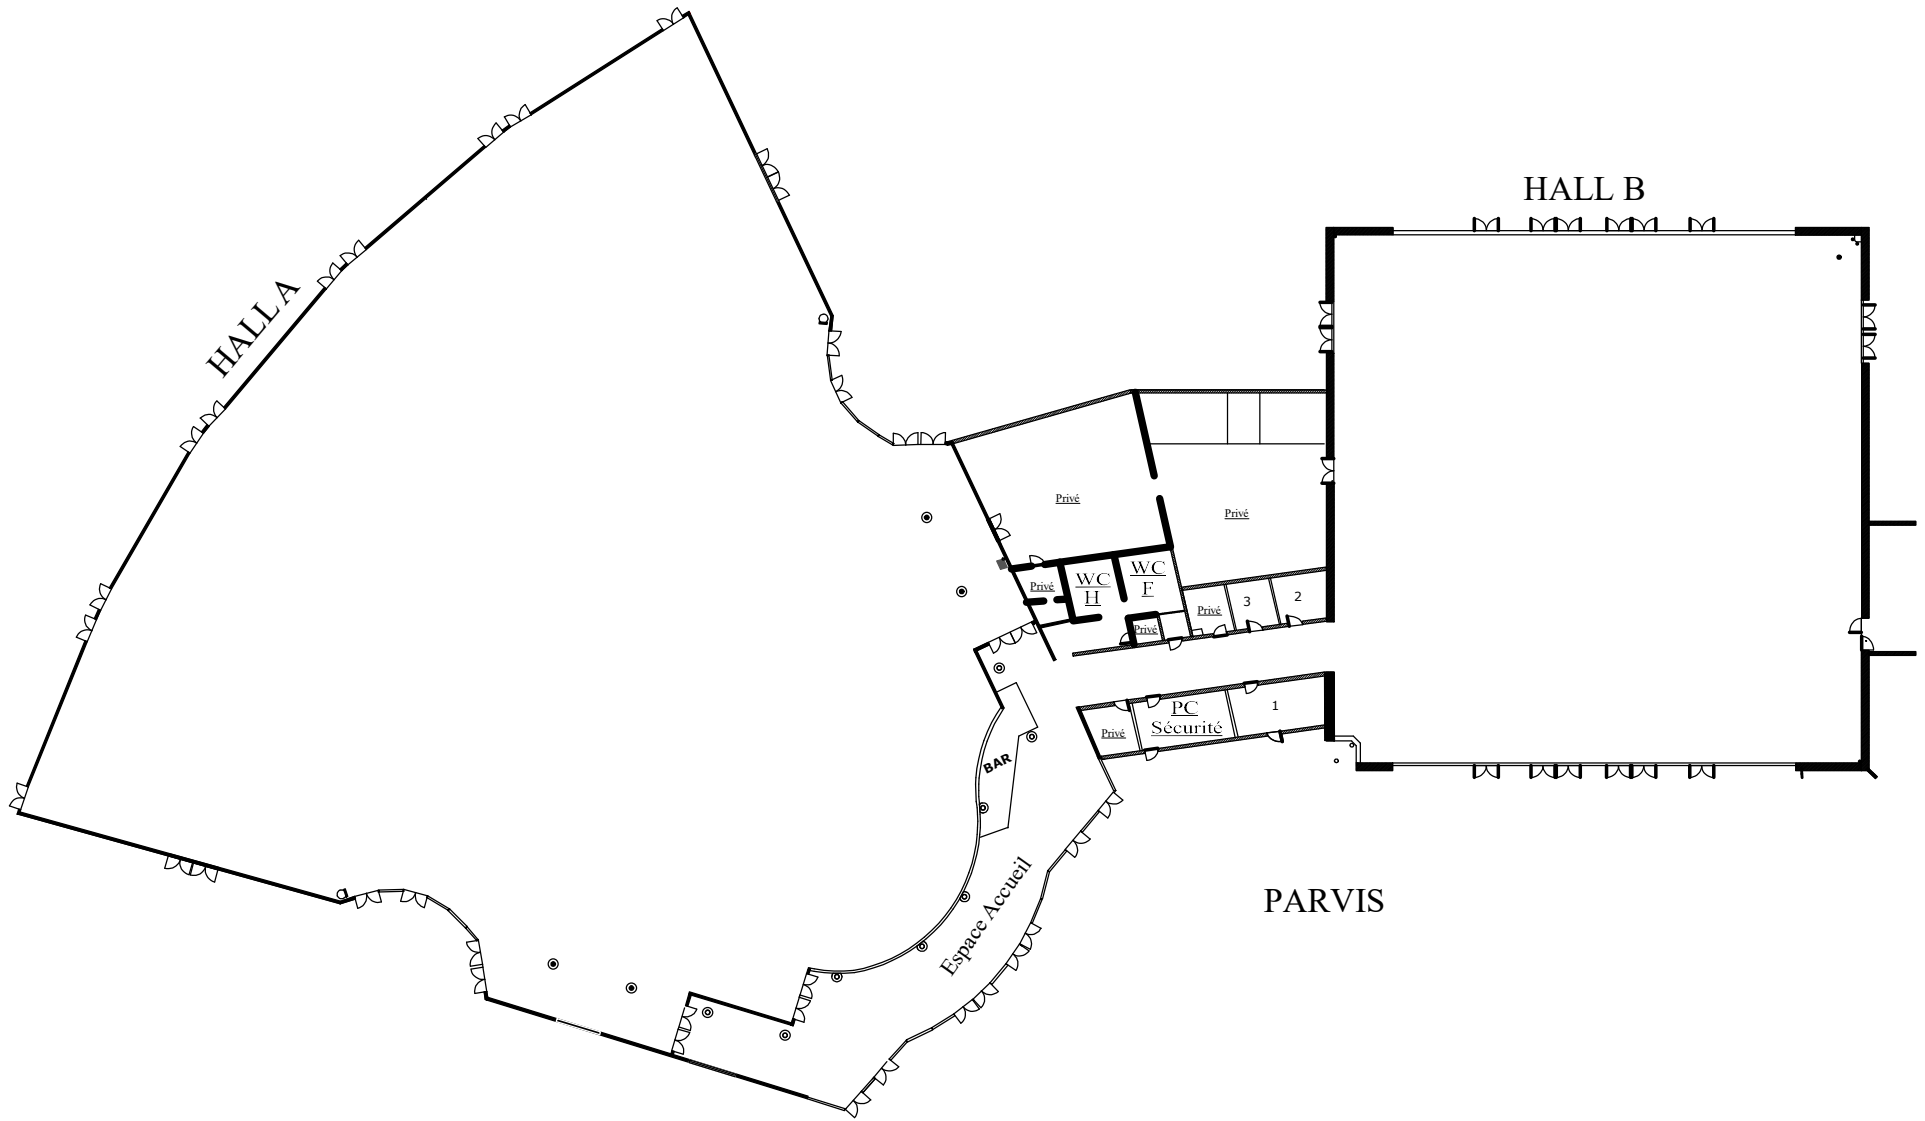 HALL B
HALL A
Privé
Privé
WC
H
WC
F
Privé
Privé
3
2
Privé
PC
Sécurité
1
Privé
BAR
Espace Accueil
PARVIS